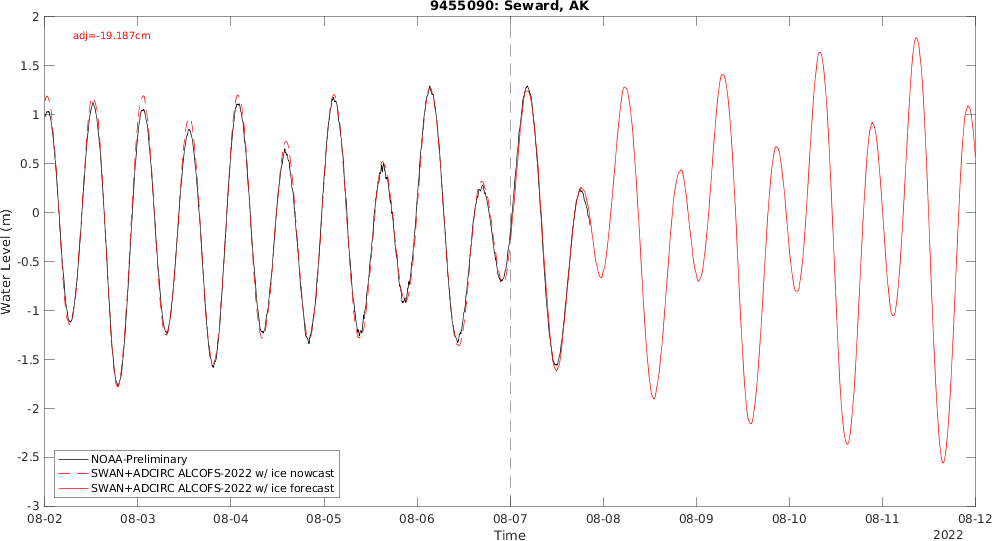 9455090: Seward, AK
adj=-19.187cm
2
1.5
1
0.5
0
-0.5
-1
-1.5
-2
-2.5
-3
Water Level (m)
NOAA-Preliminary
SWAN+ADCIRC ALCOFS-2022 w/ ice nowcast
SWAN+ADCIRC ALCOFS-2022 w/ ice forecast
08-02 08-03 08-04 08-05 08-06 08-07 08-08 08-09 08-10 08-11 08-12
Time
2022